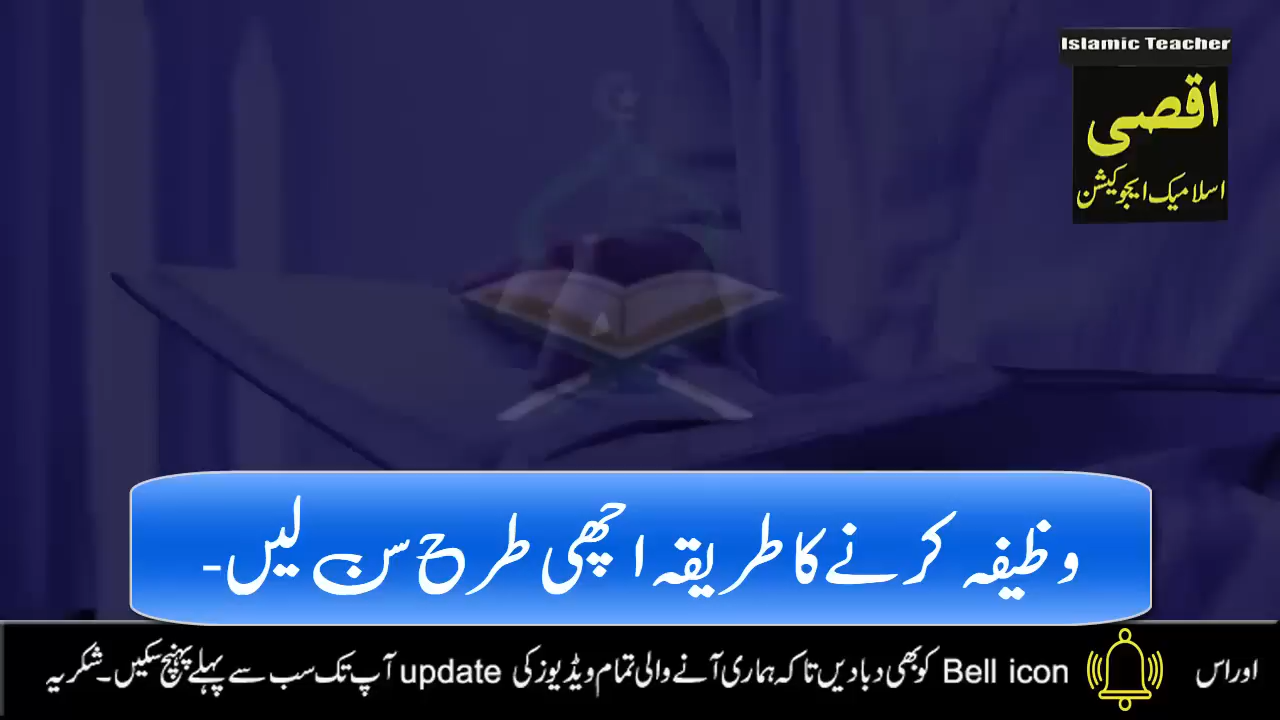 Islamic Teacher
اقصیٰ
اسلامیک ایجوکیشن
وظیفہ کرنے کا طریقہ اچھی طرح سن لیں۔
اور اس Bell icon کو بھی دبا دیں تا کہ ہماری آنے والی تمام ویڈیوز کی update آپ تک سب سے پہلے پہنچ سکیں۔ شکریہ